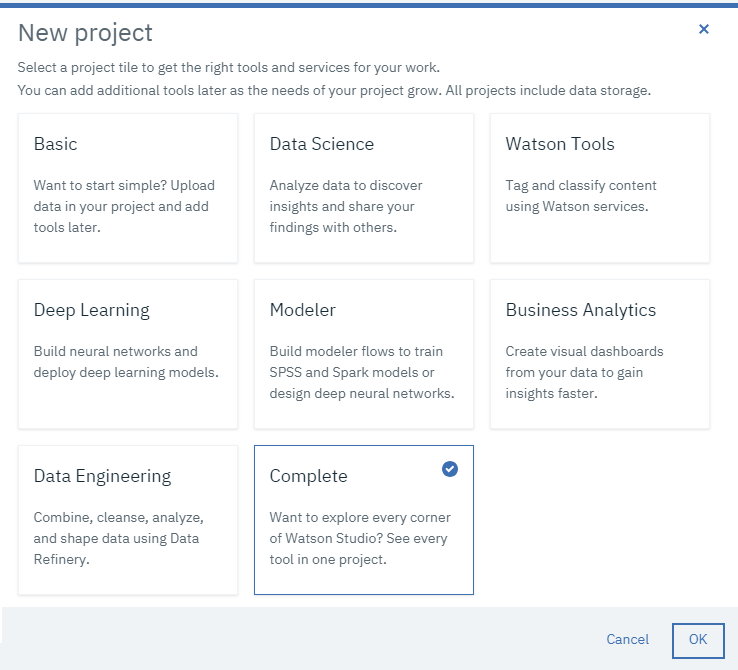 New project
Select a project tile to get the right tools and services for your work.
You can add additional tools later as the needs of your project grow. All projects include data storage.
Basic
Want to start simple? Upload
data in your project and add
tools later.
Data Science
Analyze data to discover
insights and share your
findings with others.
Watson Tools
Tag and classify content
using Watson services.
Deep Learning
Build neural networks and
deploy deep learning models.
Modeler
Build modeler flows to train
SPSS and Spark models or
design deep neural networks.
Business Analytics
Create visual dashboards
from your data to gain
insights faster.
Data Engineering
Combine, cleanse, analyze,
and shape data using Data
Refinery.
Complete
Want to explore every corner
of Watson Studio? See every
tool in one project.
Cancel
OK